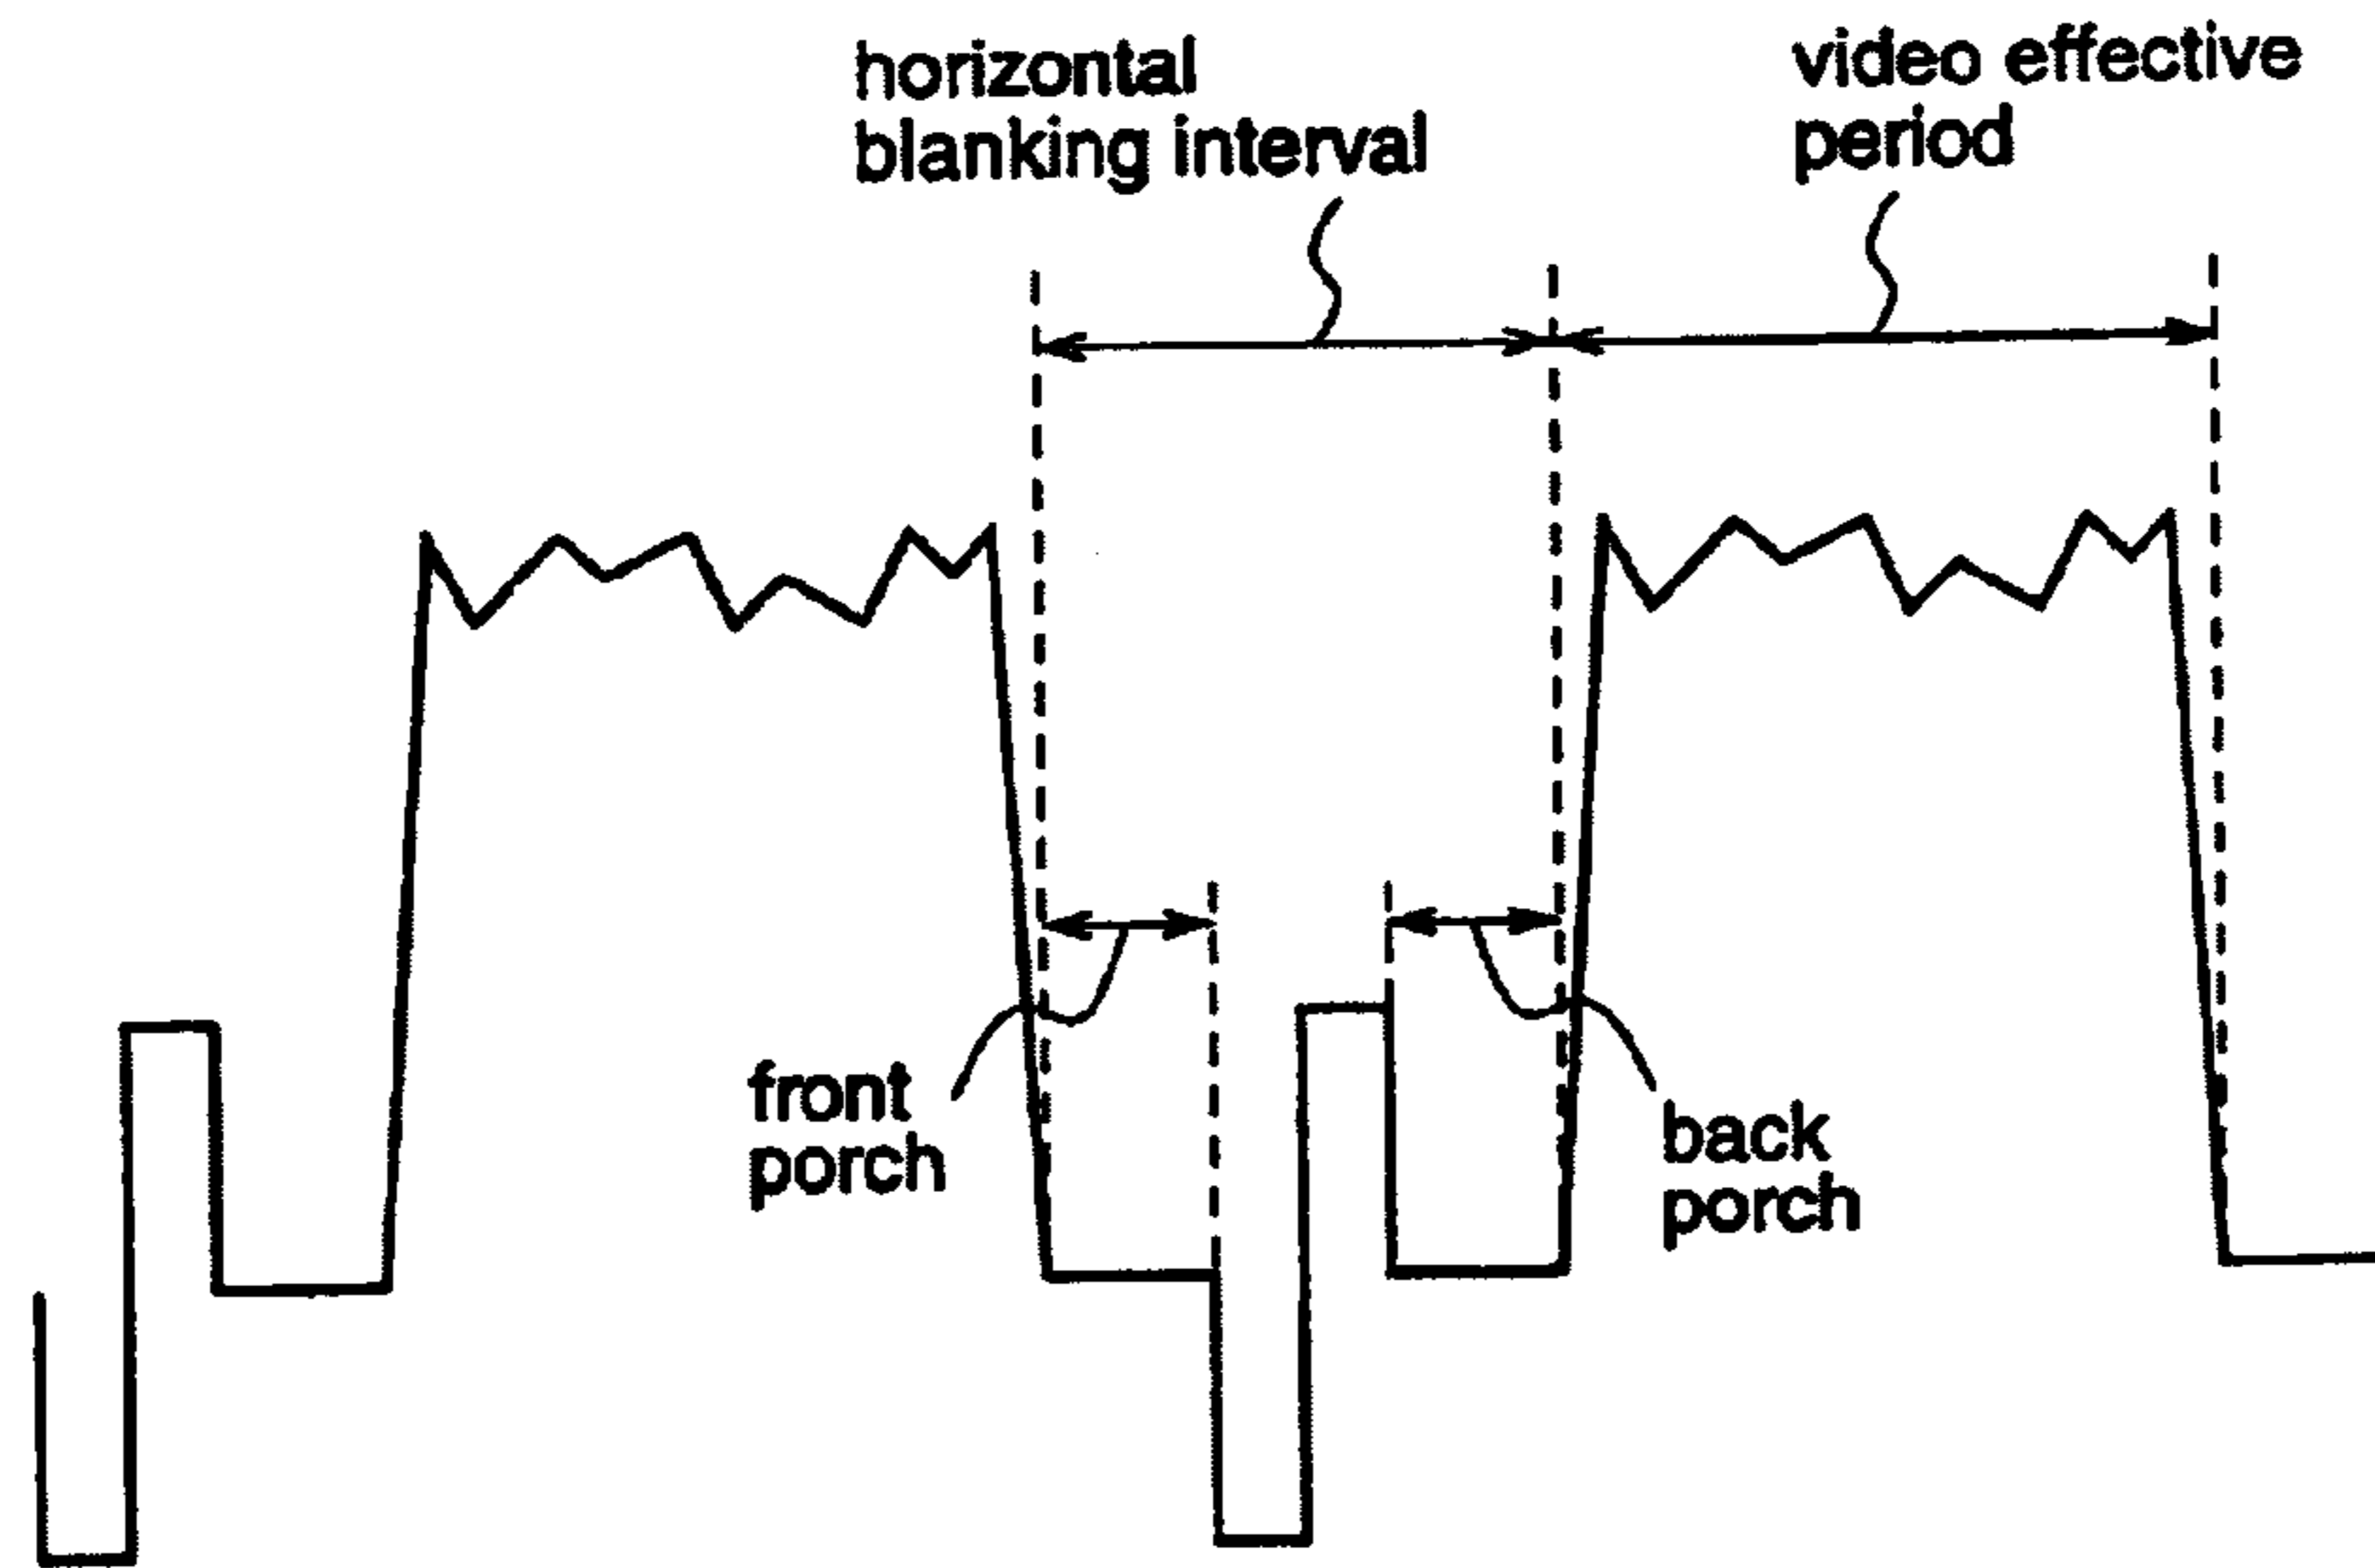 horizontal
blanking interval
video effective
period
front
porch
back
porch